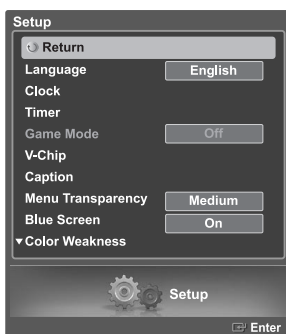 Setup
Return
Language English
Clock
Timer
Game Mode Off
V-Chip
Caption
Menu Transparency Medium
Blue Screen On
▼Color Weakness
Setup
Enter